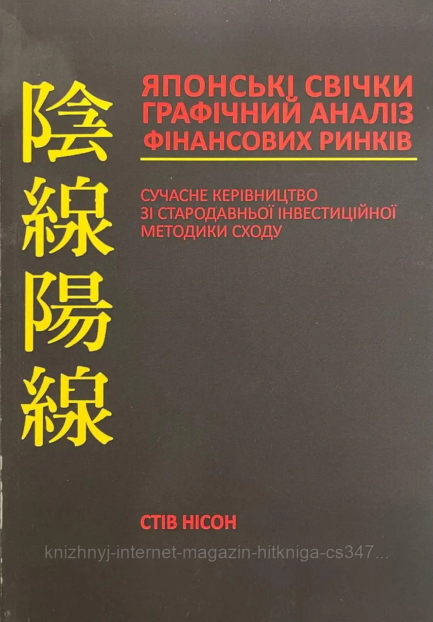 陰線陽線
ЯПОНСЬКІ СВІЧКИ
ГРАФІЧНИЙ АНАЛІЗ
ФІНАНСОВИХ РИНКІВ
СУЧАСНЕ КЕРІВНИЦТВО
ЗІ СТАРОДАВНЬОЇ ІНВЕСТИЦІЙНОЇ
МЕТОДИКИ СХОДУ
СТІВ НІСОН
knizhnyj-internet-magazin-hitkniga-cs347...